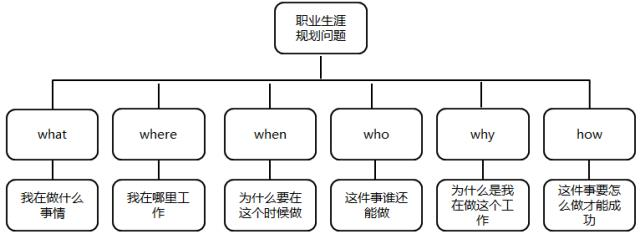 职业生涯
规划问题
what
where
when
who
why
how
我在做什么
事情
我在哪里工
作
为什么要在
这个时候做
这件事谁还
能做
为什么是我
在做这个工
作
这件事要怎
么做才能成
功